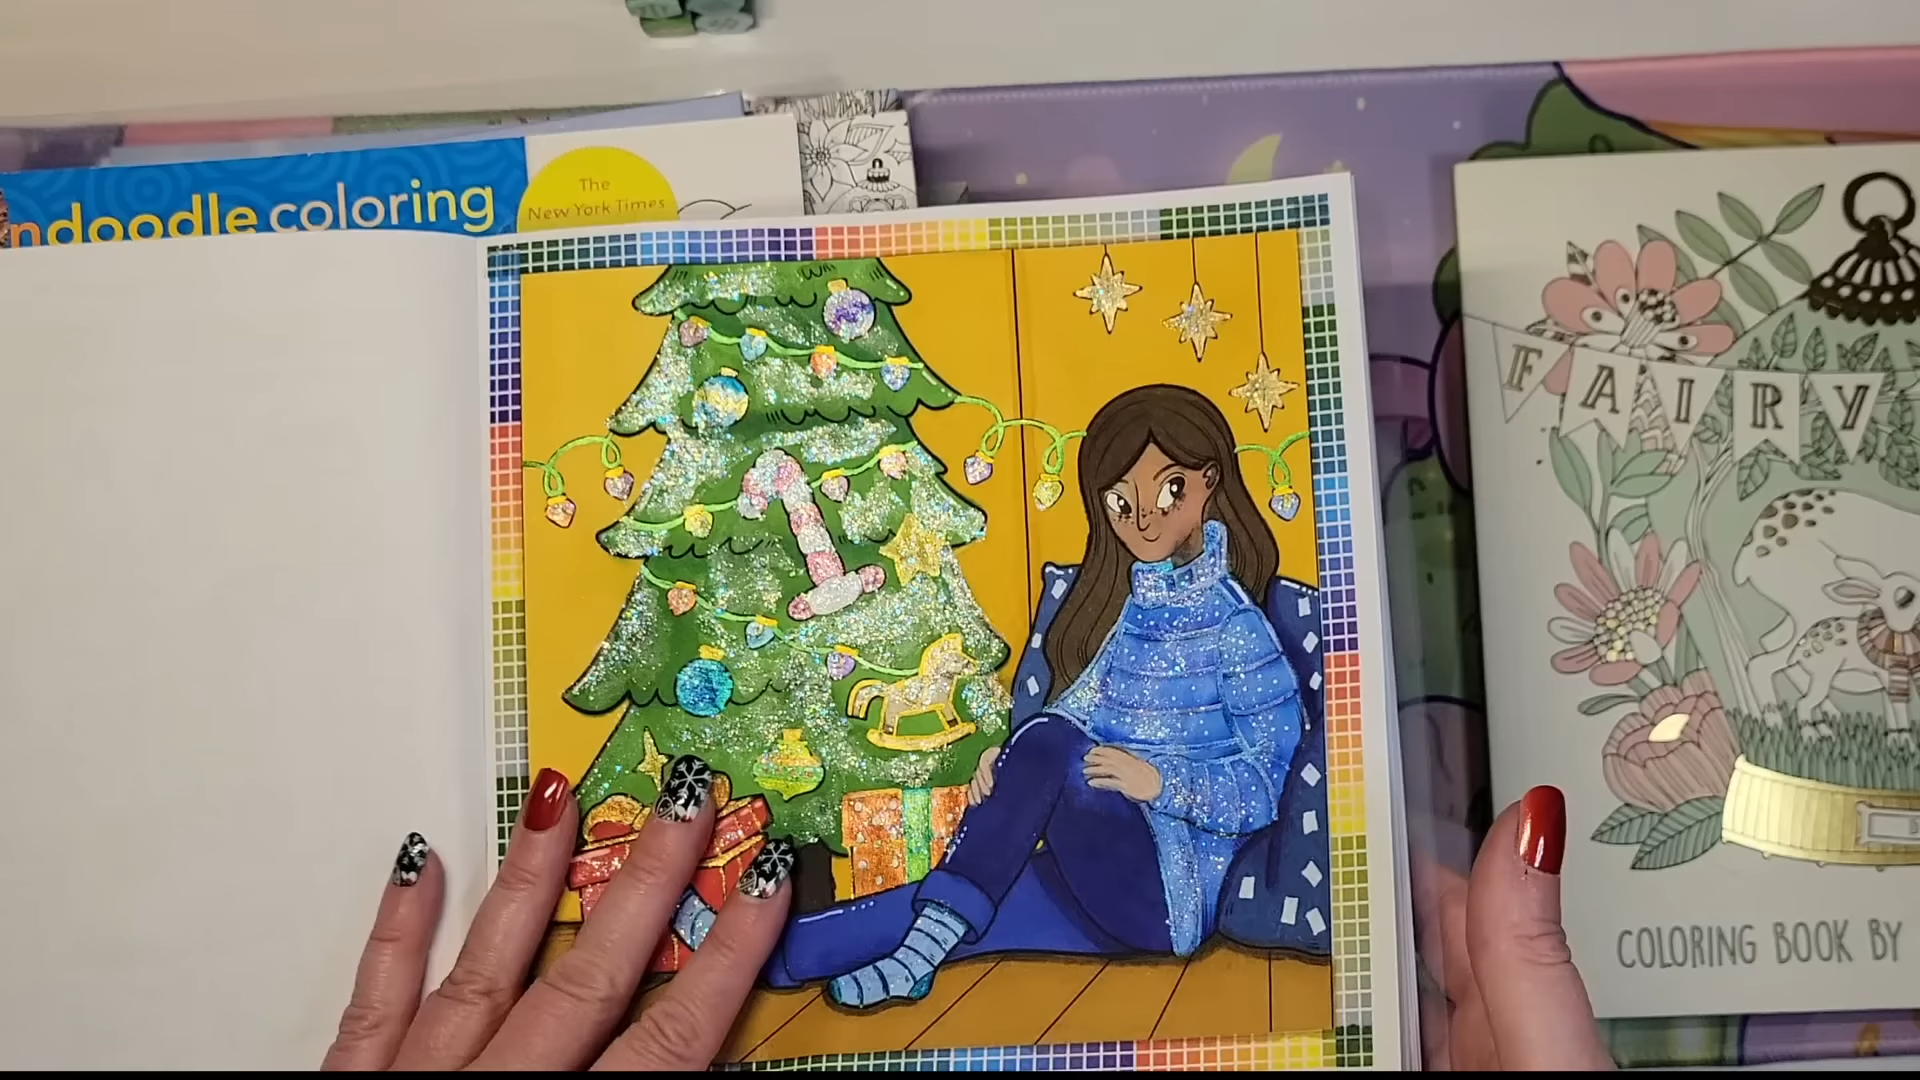 ndoodle coloring
The
New York Times
FAIRY
COLORING BOOK BY